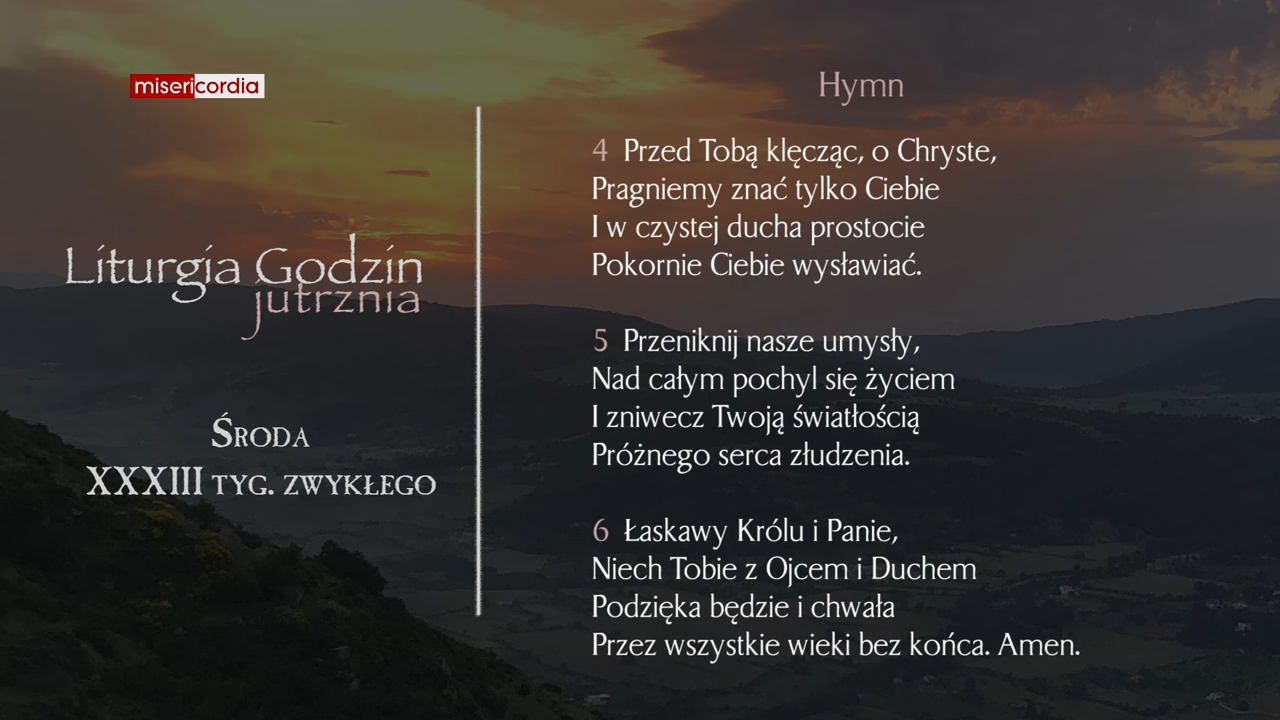 misericordia
Liturgia Godzin
jutrznia
Środa
XXXIII tyg. zwykłego
Hymn
4 Przed Tobą klęcząc, o Chryste,
Pragniemy znać tylko Ciebie
I w czystej ducha prostocie
Pokornie Ciebie wysławiać.
5 Przeniknij nasze umysły,
Nad całym pochyl się życiem
I zniwecz Twoją światłością
Próżnego serca złudzenia.
6 Łaskawy Królu i Panie,
Niech Tobie z Ojcem i Duchem
Podzięka będzie i chwała
Przez wszystkie wieki bez końca. Amen.